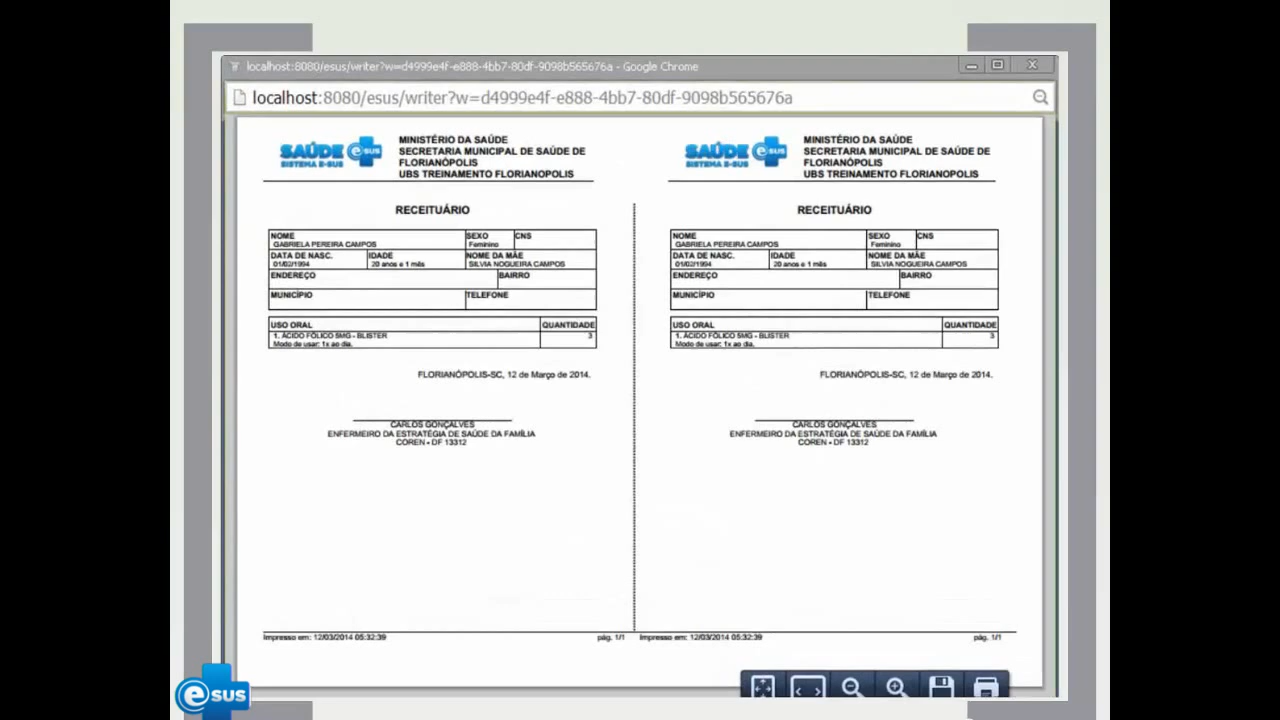 localhost:8080/esus/writer?w=d4999e4f-e888-4bb7-80df-9098b565676a - Google Chrome
localhost:8080/esus/writer?w=d4999e4f-e888-4bb7-80df-9098b565676a
SAÚDE e-SUS
SISTEMA E-SUS
MINISTÉRIO DA SAÚDE
SECRETARIA MUNICIPAL DE SAÚDE DE
FLORIANÓPOLIS
UBS TREINAMENTO FLORIANOPOLIS
RECEITUÁRIO
NOME SEXO CNS
GABRIELA PEREIRA CAMPOS Feminino
DATA DE NASC. IDADE NOME DA MÃE
01/02/1994 20 anos e 1 mês SILVIA NOGUEIRA CAMPOS
ENDEREÇO BAIRRO
MUNICÍPIO TELEFONE
USO ORAL QUANTIDADE
1. ÁCIDO FÓLICO 5MG - BLISTER 3
Modo de usar: 1x ao dia.
FLORIANÓPOLIS-SC, 12 de Março de 2014.
CARLOS GONÇALVES
ENFERMEIRO DA ESTRATÉGIA DE SAÚDE DA FAMÍLIA
COREN - DF 13312
Impresso em: 12/03/2014 05:32:39 pág. 1/1
SAÚDE e-SUS
SISTEMA E-SUS
MINISTÉRIO DA SAÚDE
SECRETARIA MUNICIPAL DE SAÚDE DE
FLORIANÓPOLIS
UBS TREINAMENTO FLORIANOPOLIS
RECEITUÁRIO
NOME SEXO CNS
GABRIELA PEREIRA CAMPOS Feminino
DATA DE NASC. IDADE NOME DA MÃE
01/02/1994 20 anos e 1 mês SILVIA NOGUEIRA CAMPOS
ENDEREÇO BAIRRO
MUNICÍPIO TELEFONE
USO ORAL QUANTIDADE
1. ÁCIDO FÓLICO 5MG - BLISTER 3
Modo de usar: 1x ao dia.
FLORIANÓPOLIS-SC, 12 de Março de 2014.
CARLOS GONÇALVES
ENFERMEIRO DA ESTRATÉGIA DE SAÚDE DA FAMÍLIA
COREN - DF 13312
Impresso em: 12/03/2014 05:32:39 pág. 1/1
e-SUS